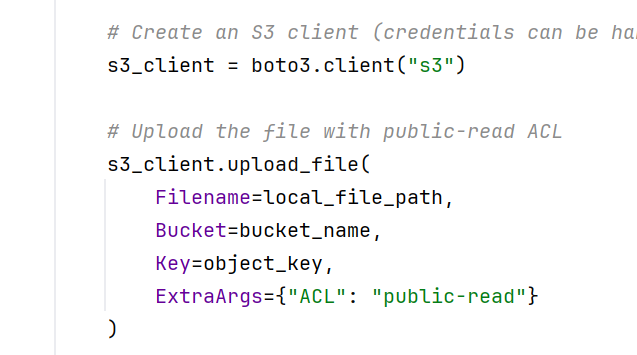 # Create an S3 client (credentials can be
s3_client = boto3.client("s3")
# Upload the file with public-read ACL
s3_client.upload_file(
Filename=local_file_path,
Bucket=bucket_name,
Key=object_key,
ExtraArgs={"ACL": "public-read"}
)